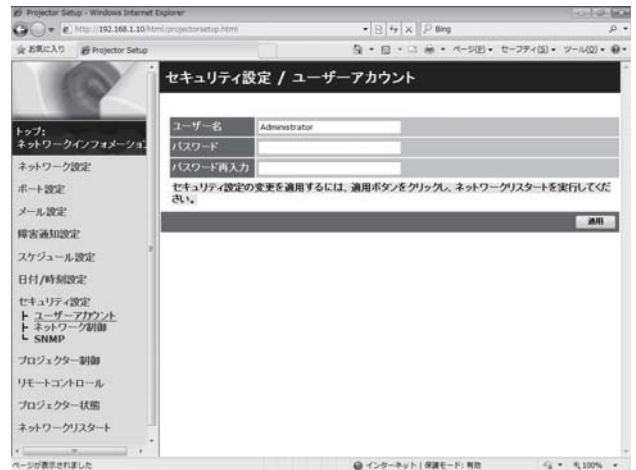 Projector Setup - Windows Internet Explorer
http://192.168.1.10/html/projectorsetup.html
Bing
お気に入り
Projector Setup
ページ(P)
セーフティ(S)
ツール(O)
セキュリティ設定 / ユーザーアカウント
トップ:
ネットワークインフォメーション
ネットワーク設定
ポート設定
メール設定
障害通知設定
スケジュール設定
日付/時刻設定
セキュリティ設定
ユーザーアカウント
ネットワーク制御
SNMP
プロジェクター制御
リモートコントロール
プロジェクター状態
ネットワークリスタート
ユーザー名
Administrator
パスワード
パスワード再入力
セキュリティ設定の変更を適用するには、適用ボタンをクリックし、ネットワークリスタートを実行してくだ
さい。
適用
ページが表示されました
インターネット | 保護モード: 有効
100%